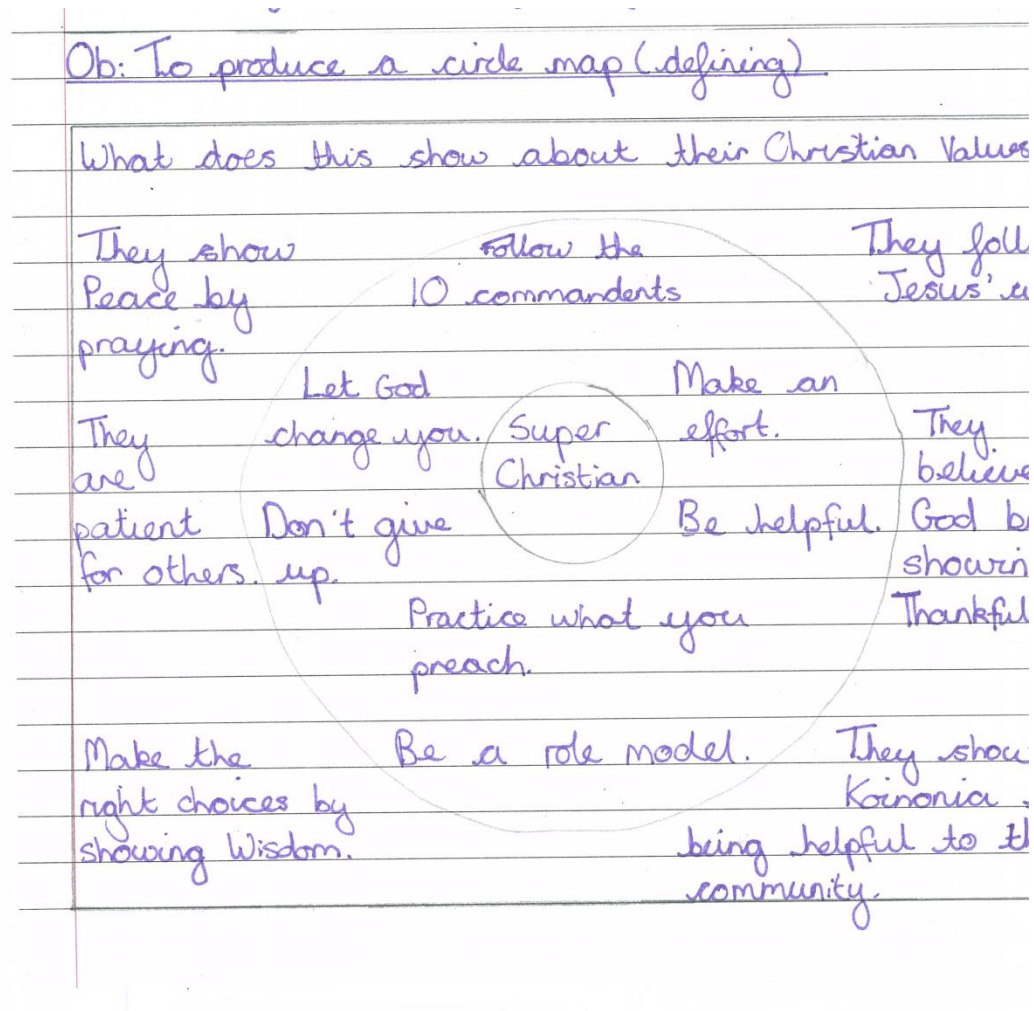 Ob: To produce a circle map (defining)
What does this show about their Christian Values
They show
Peace by
praying.
Follow the
10 commandents
They foll
Jesus'
Let God
change you.
Make an
effort.
Super
Christian
They
are
patient
for others.
Don't give
up.
Be helpful.
They
believe
God b
showin
Thankful
Practice what you
preach.
Make the
right choices by
showing Wisdom.
Be a role model.
They show
Koinonia
being helpful to th
community.